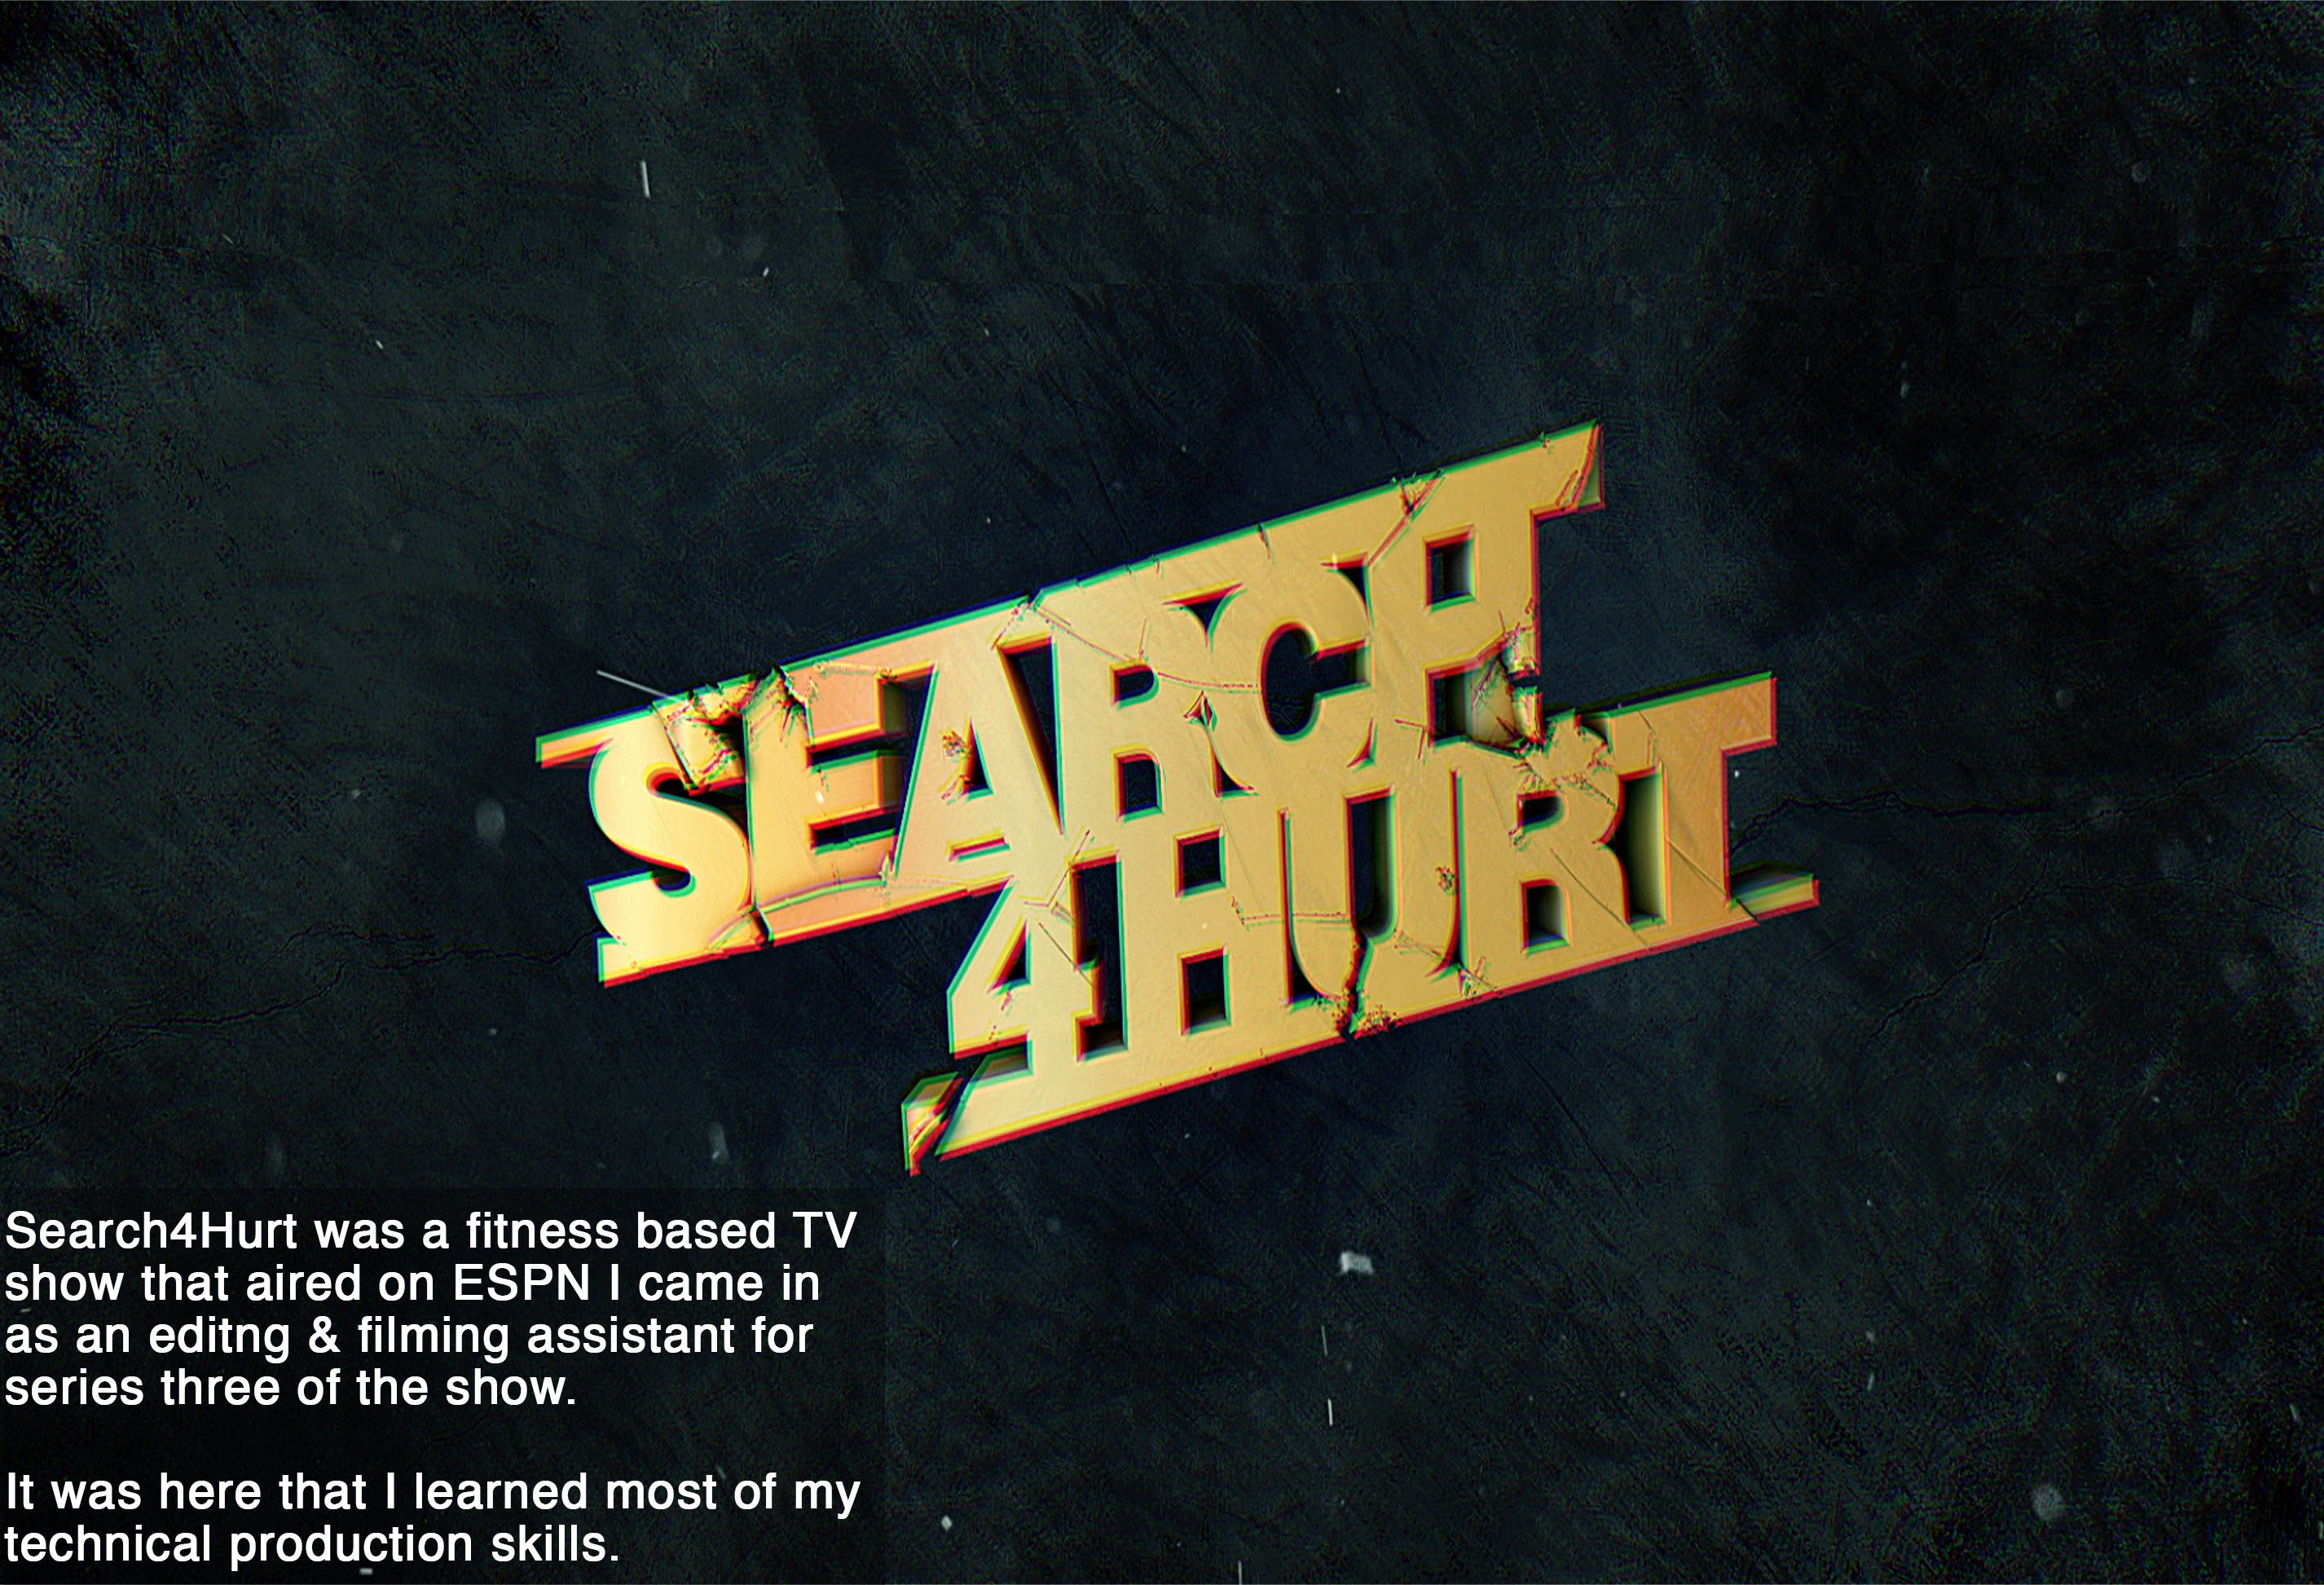 SEARCH
4HURT
Search4Hurt was a fitness based TV
show that aired on ESPN I came in
as an editng & filming assistant for
series three of the show.
It was here that I learned most of my
technical production skills.